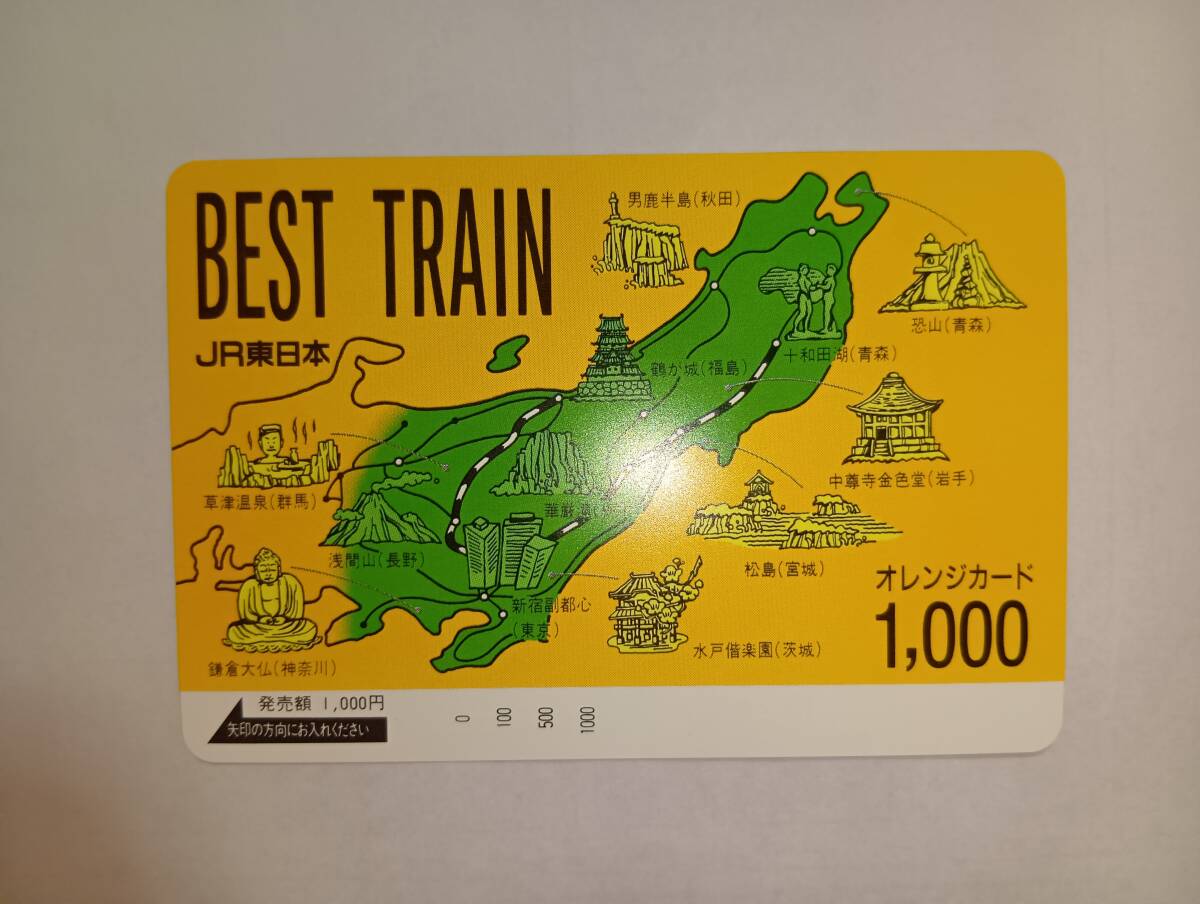 BEST TRAIN
JR東日本
男鹿半島(秋田)
恐山(青森)
十和田湖(青森)
鶴が城(福島)
中尊寺金色堂(岩手)
草津温泉(群馬)
華厳
浅間山(長野)
松島(宮城)
新宿副都心
(東京)
水戸偕楽園(茨城)
鎌倉大仏(神奈川)
オレンジカード
1,000
発売額 1,000円
矢印の方向にお入れください
0
100
500
1000